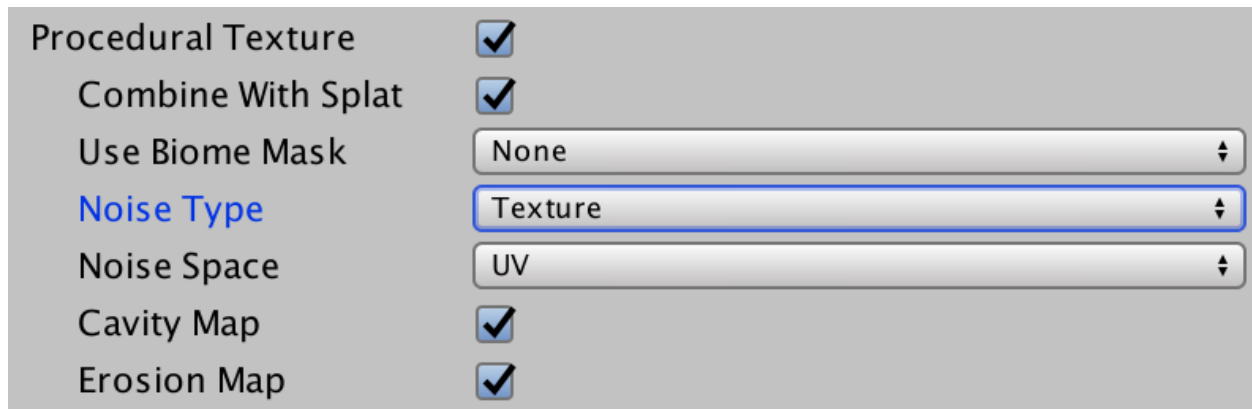 Procedural Texture
Combine With Splat
Use Biome Mask None
Noise Type Texture
Noise Space UV
Cavity Map
Erosion Map